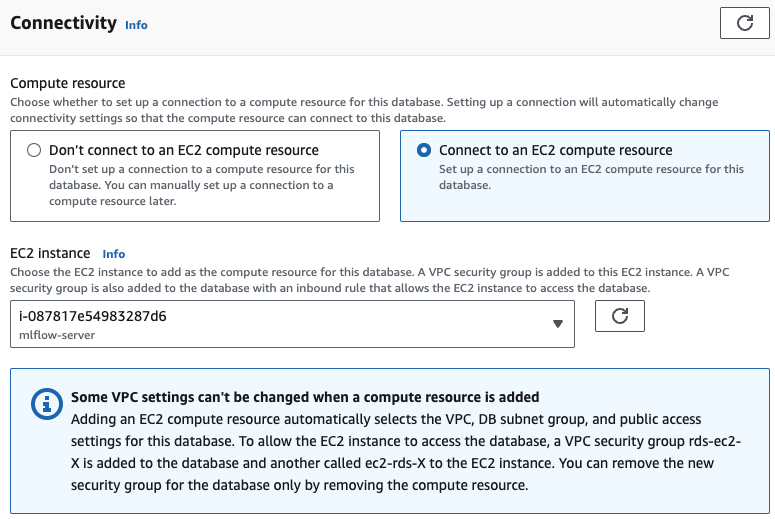 Connectivity Info
Compute resource
Choose whether to set up a connection to a compute resource for this database. Setting up a connection will automatically change
connectivity settings so that the compute resource can connect to this database.
Don't connect to an EC2 compute resource
Don't set up a connection to a compute resource for this
database. You can manually set up a connection to a
compute resource later.
Connect to an EC2 compute resource
Set up a connection to an EC2 compute resource for this
database.
EC2 instance Info
Choose the EC2 instance to add as the compute resource for this database. A VPC security group is added to this EC2 instance. A VPC
security group is also added to the database with an inbound rule that allows the EC2 instance to access the database.
i-087817e54983287d6
mlflow-server
Some VPC settings can't be changed when a compute resource is added
Adding an EC2 compute resource automatically selects the VPC, DB subnet group, and public access
settings for this database. To allow the EC2 instance to access the database, a VPC security group rds-ec2-
X is added to the database and another called ec2-rds-X to the EC2 instance. You can remove the new
security group for the database only by removing the compute resource.